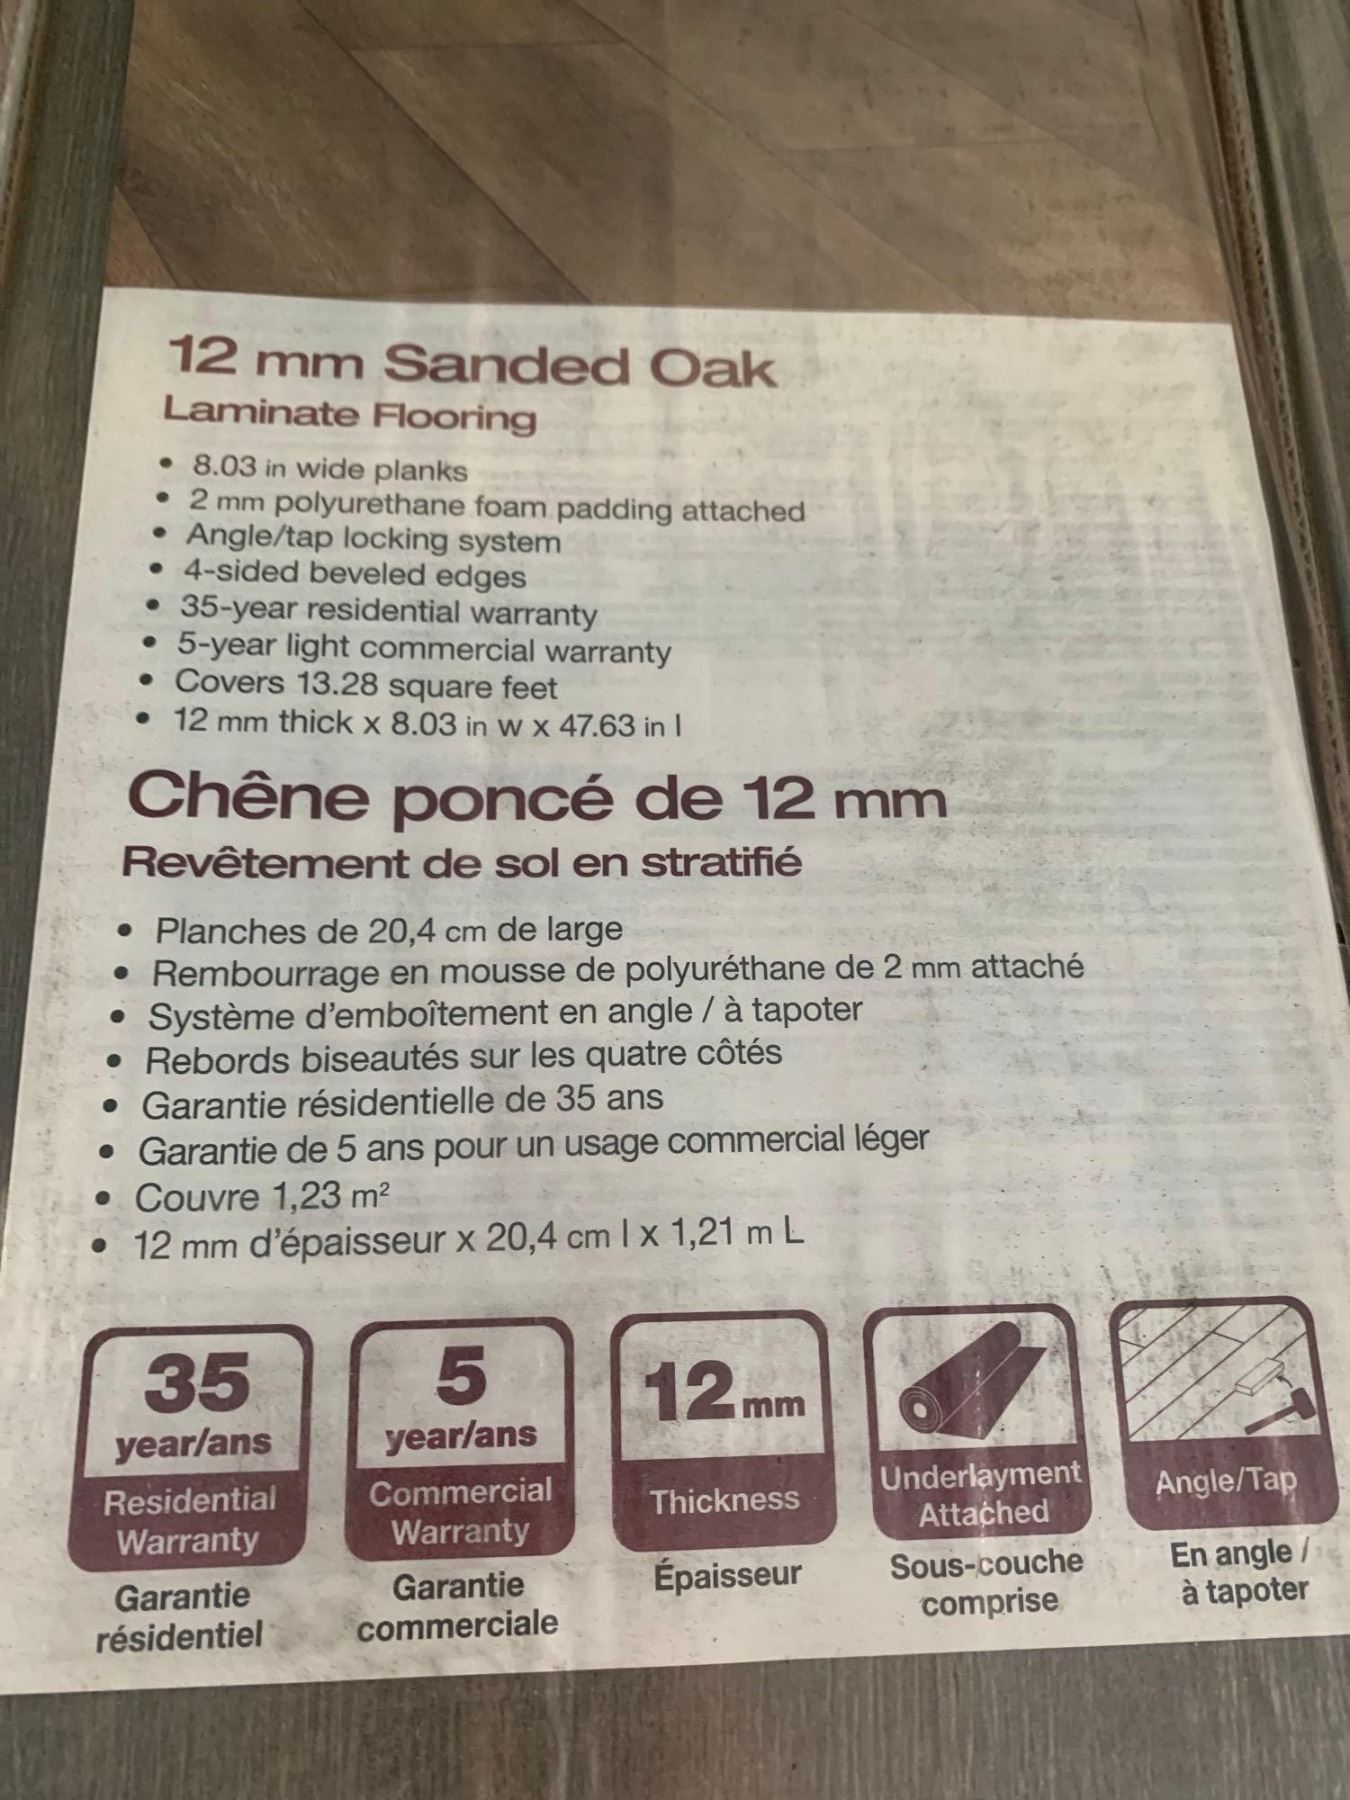 12 mm Sanded Oak
Laminate Flooring
• 8.03 in wide planks
• 2 mm polyurethane foam padding attached
• Angle/tap locking system
• 4-sided beveled edges
• 35-year residential warranty
• 5-year light commercial warranty
• Covers 13.28 square feet
• 12 mm thick x 8.03 in w x 47.63 in l
Chêne poncé de 12 mm
Revêtement de sol en stratifié
• Planches de 20,4 cm de large
• Rembourrage en mousse de polyuréthane de 2 mm attaché
• Système d'emboîtement en angle / à tapoter
• Rebords biseautés sur les quatre côtés
• Garantie résidentielle de 35 ans
• Garantie de 5 ans pour un usage commercial léger
• Couvre 1,23 m²
• 12 mm d'épaisseur x 20,4 cm l x 1,21 m L
35
year/ans
Residential
Warranty
Garantie
résidentiel
5
year/ans
Commercial
Warranty
Garantie
commerciale
12 mm
Thickness
Épaisseur
Underlayment
Attached
Sous-couche
comprise
Angle/Tap
En angle /
à tapoter